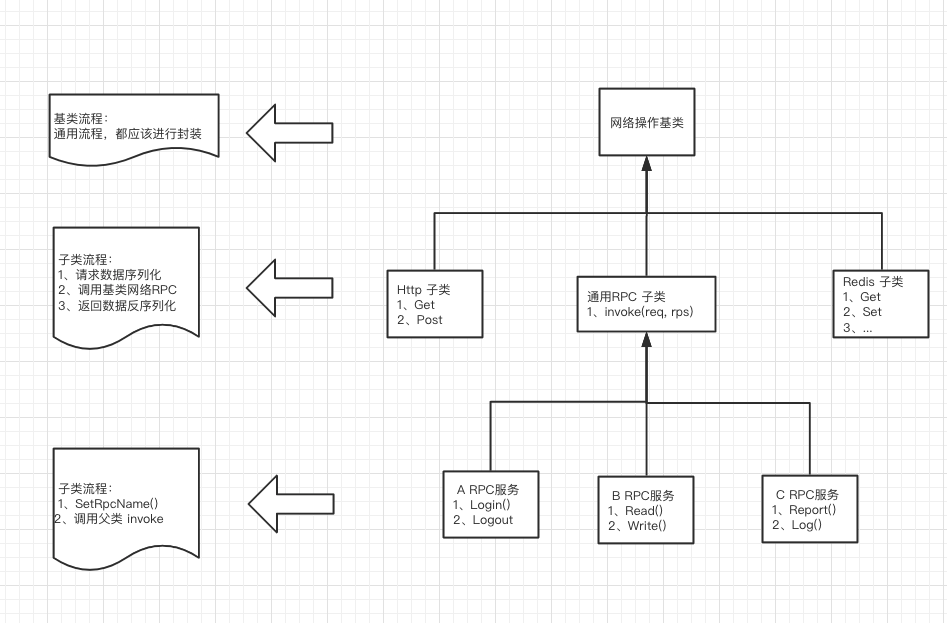 基类流程：
通用流程，都应该进行封装
网络操作基类
子类流程：
1、请求数据序列化
2、调用基类网络RPC
3、返回数据反序列化
Http 子类
1、Get
2、Post
通用RPC 子类
1、invoke(req, rps)
Redis 子类
1、Get
2、Set
3、...
子类流程：
1、SetRpcName()
2、调用父类 invoke
A RPC服务
1、Login()
2、Logout
B RPC服务
1、Read()
2、Write()
C RPC服务
1、Report()
2、Log()